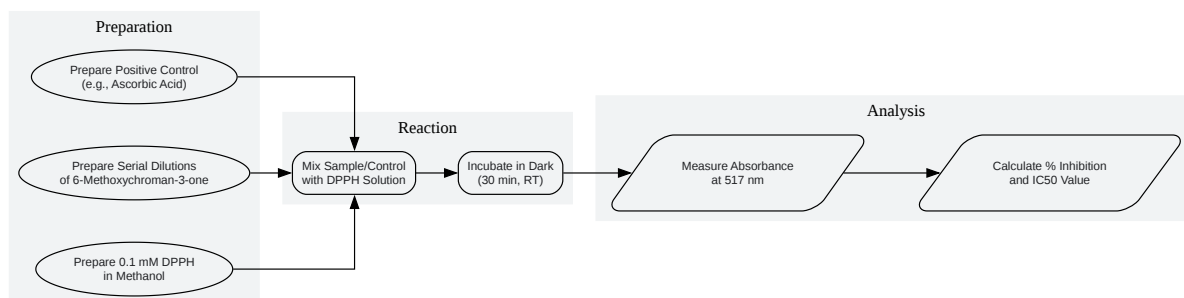 Preparation
Prepare Positive Control
(e.g., Ascorbic Acid)
Prepare Serial Dilutions
of 6-Methoxychroman-3-one
Prepare 0.1 mM DPPH
in Methanol
Reaction
Mix Sample/Control
with DPPH Solution
Incubate in Dark
(30 min, RT)
Analysis
Measure Absorbance
at 517 nm
Calculate % Inhibition
and IC50 Value